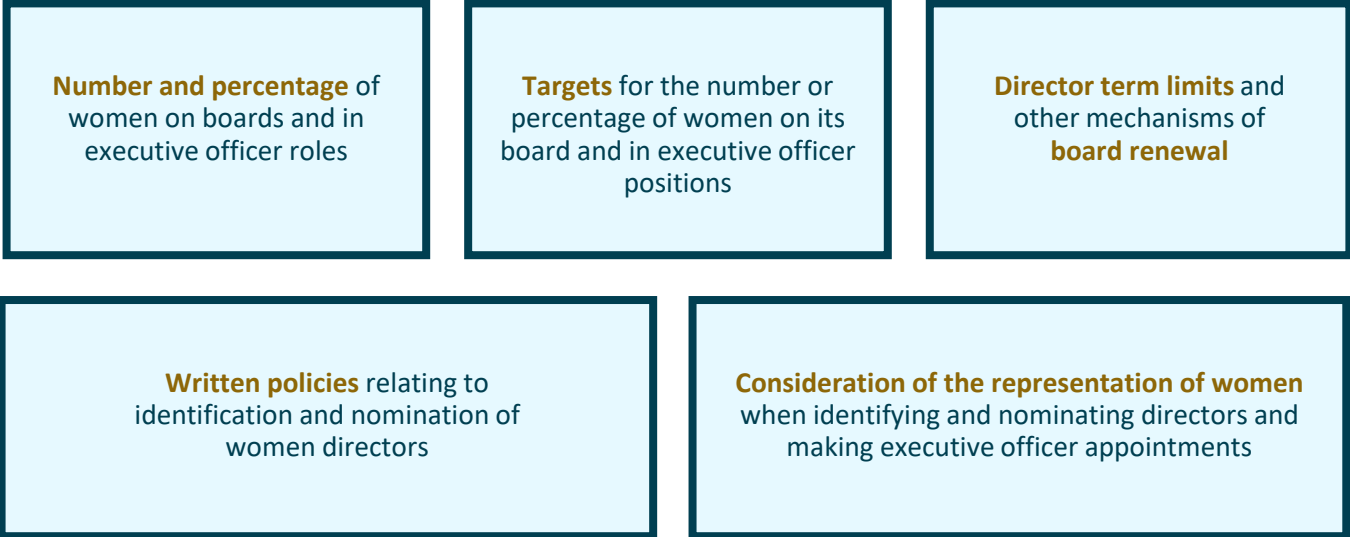 Number and percentage of
women on boards and in
executive officer roles
Targets for the number or
percentage of women on its
board and in executive officer
positions
Director term limits and
other mechanisms of
board renewal
Written policies relating to
identification and nomination of
women directors
Consideration of the representation of women
when identifying and nominating directors and
making executive officer appointments